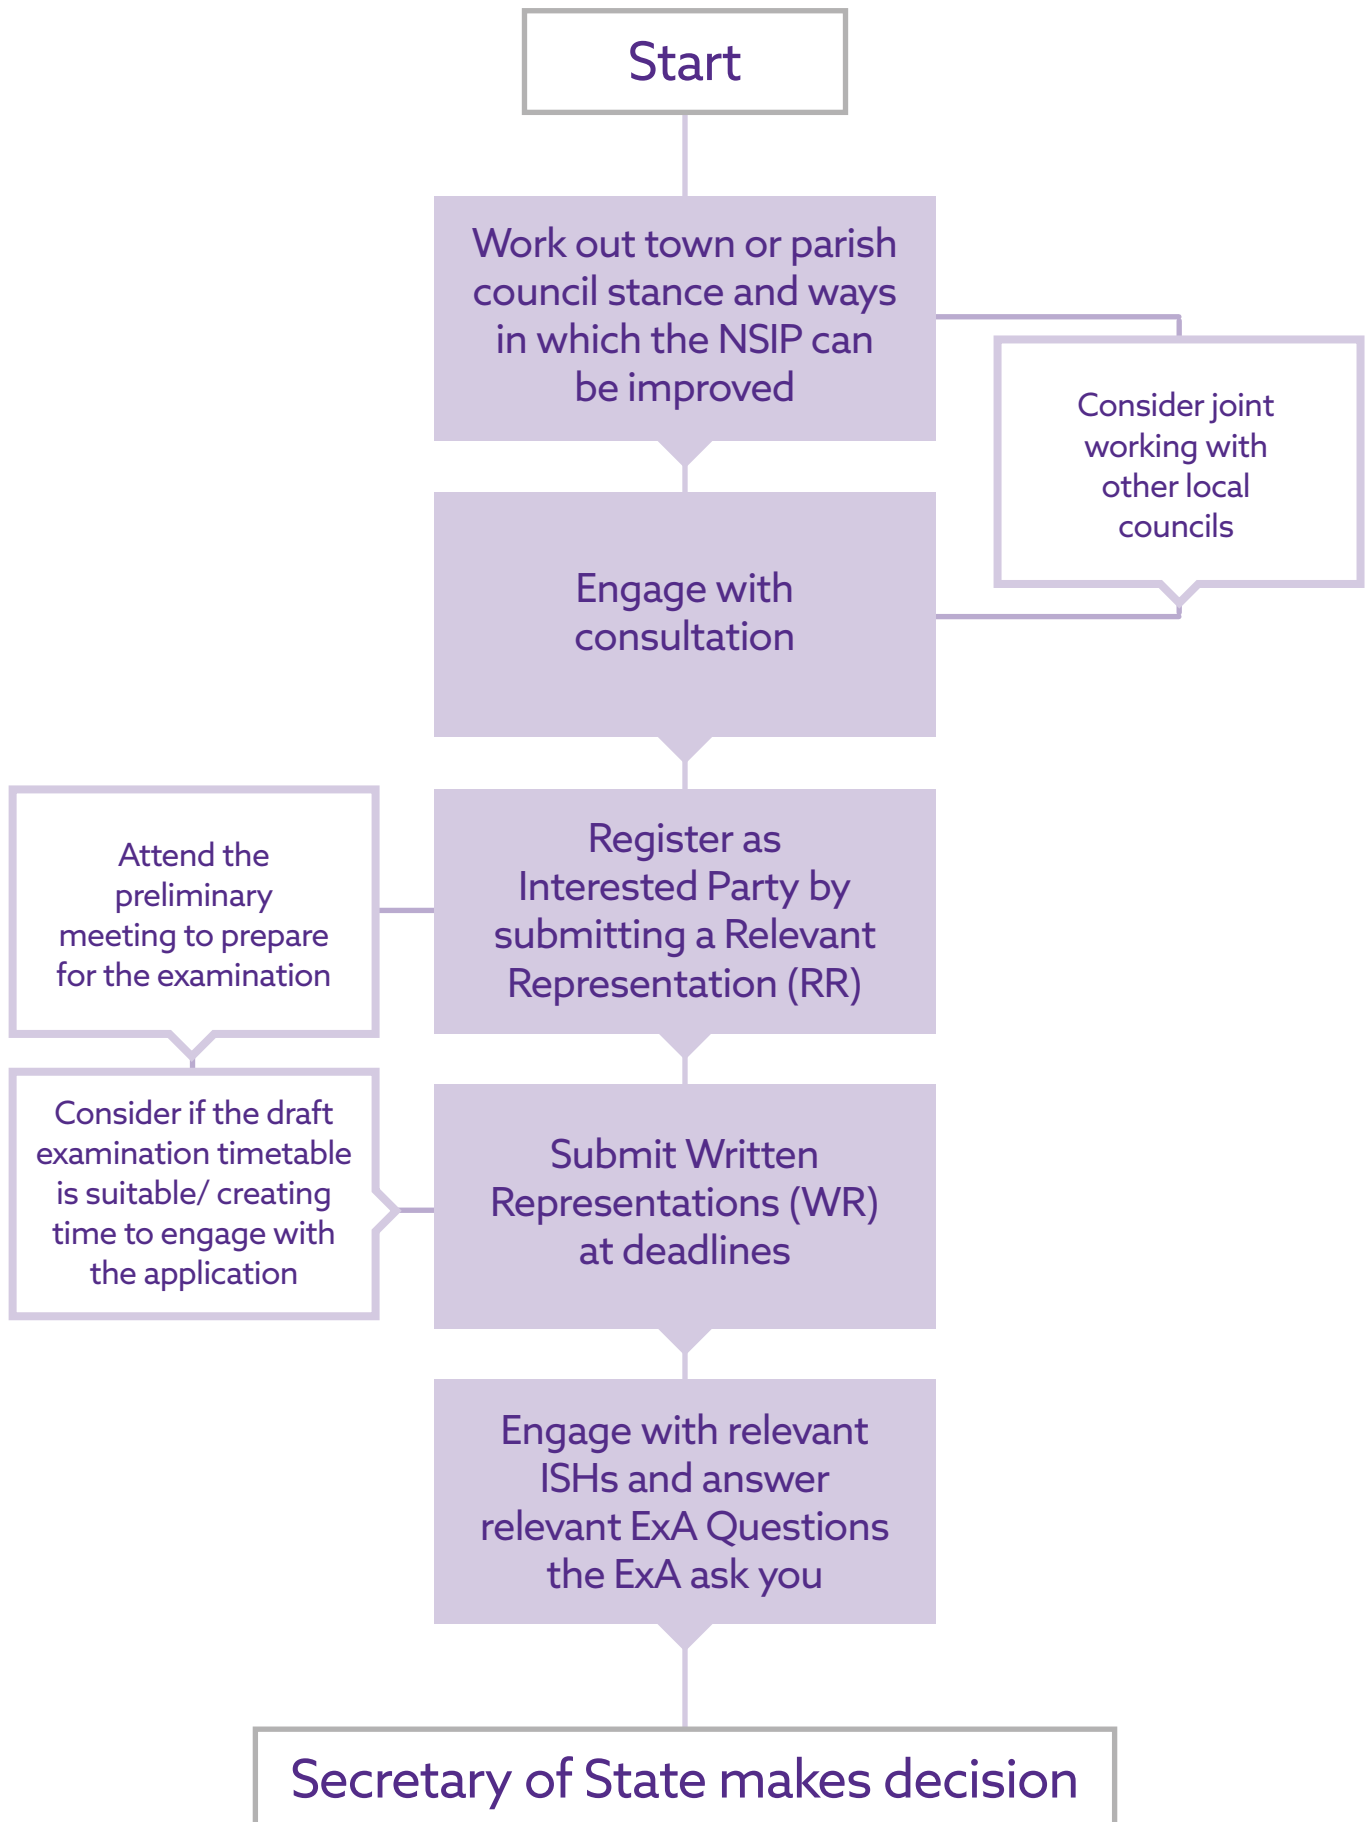 Start
Work out town or parish
council stance and ways
in which the NSIP can
be improved
Consider joint
working with
other local
councils
Engage with
consultation
Register as
Interested Party by
submitting a Relevant
Representation (RR)
Attend the
preliminary
meeting to prepare
for the examination
Consider if the draft
examination timetable
is suitable/ creating
time to engage with
the application
Submit Written
Representations (WR)
at deadlines
Engage with relevant
ISHs and answer
relevant ExA Questions
the ExA ask you
Secretary of State makes decision